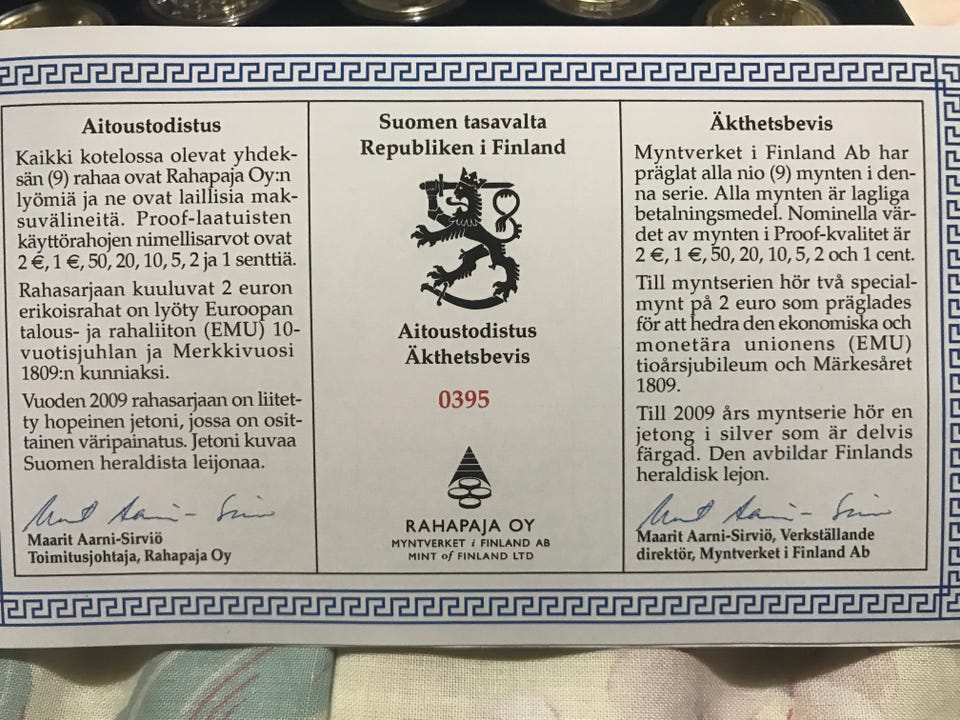 Aitoustodistus
Kaikki kotelossa olevat yhdek-
sän (9) rahaa ovat Rahapaja Oy:n
lyömiä ja ne ovat laillisia mak-
suvälineitä. Proof-laatuisten
käyttörahojen nimellisarvot ovat
2 €, 1 €, 50, 20, 10, 5, 2 ja 1 senttiä.
Rahasarjaan kuuluvat 2 euron
erikoisrahat on lyöty Euroopan
talous- ja rahaliiton (EMU) 10-
vuotisjuhlan ja Merkkivuosi
1809:n kunniaksi.
Vuoden 2009 rahasarjaan on liitet-
ty hopeinen jetoni, jossa on osit-
tainen väripainatus. Jetoni kuvaa
Suomen heraldista leijonaa.
Maarit Aarni-Sirviö
Toimitusjohtaja, Rahapaja Oy
Suomen tasavalta
Republiken i Finland
Aitoustodistus
Äkthetsbevis
0395
RAHAPAJA OY
MYNTVERKET i FINLAND AB
MINT of FINLAND LTD
Äkthetsbevis
Myntverket i Finland Ab har
präglat alla nio (9) mynten i den-
na serie. Alla mynten är lagliga
betalningsmedel. Nominella vär-
det av mynten i Proof-kvalitet är
2 €, 1 €, 50, 20, 10, 5, 2 och 1 cent.
Till myntserien hör två special-
mynt på 2 euro som präglades
för att hedra den ekonomiska och
monetära unionens (EMU)
tioårsjubileum och Märkesåret
1809.
Till 2009 års myntserie hör en
jetong i silver som är delvis
färgad. Den avbildar Finlands
heraldisk lejon.
Maarit Aarni-Sirviö, Verkställande
direktör, Myntverket i Finland Ab